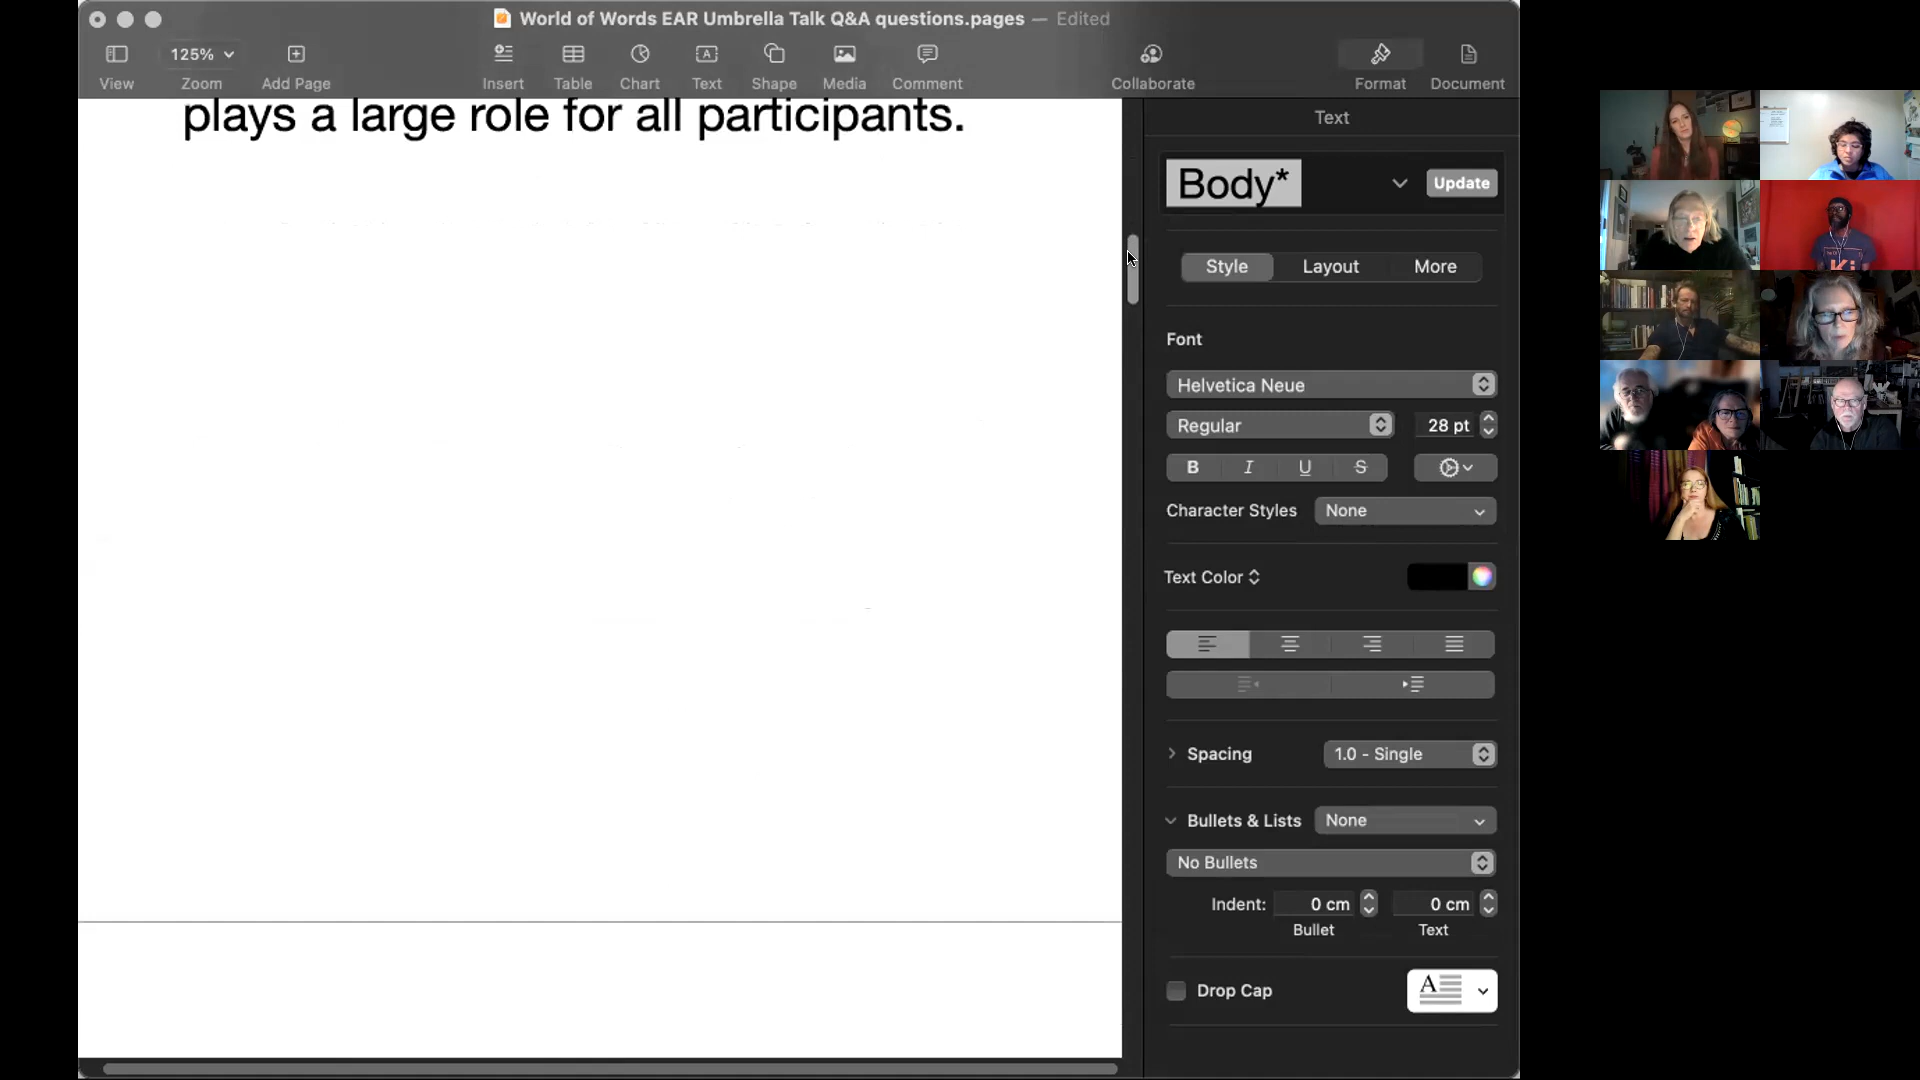 World of Words EAR Umbrella Talk Q&A questions.pages — Edited
125%
View
Zoom
Add Page
Insert
Table
Chart
Text
Shape
Media
Comment
Collaborate
Format
Document
plays a large role for all participants.
Text
Body*
Update
Style
Layout
More
Font
Helvetica Neue
Regular
28 pt
B I U S
Character Styles
None
Text Color
Spacing
1.0 - Single
Bullets & Lists
None
No Bullets
Indent:
0 cm
0 cm
Bullet
Text
Drop Cap
A